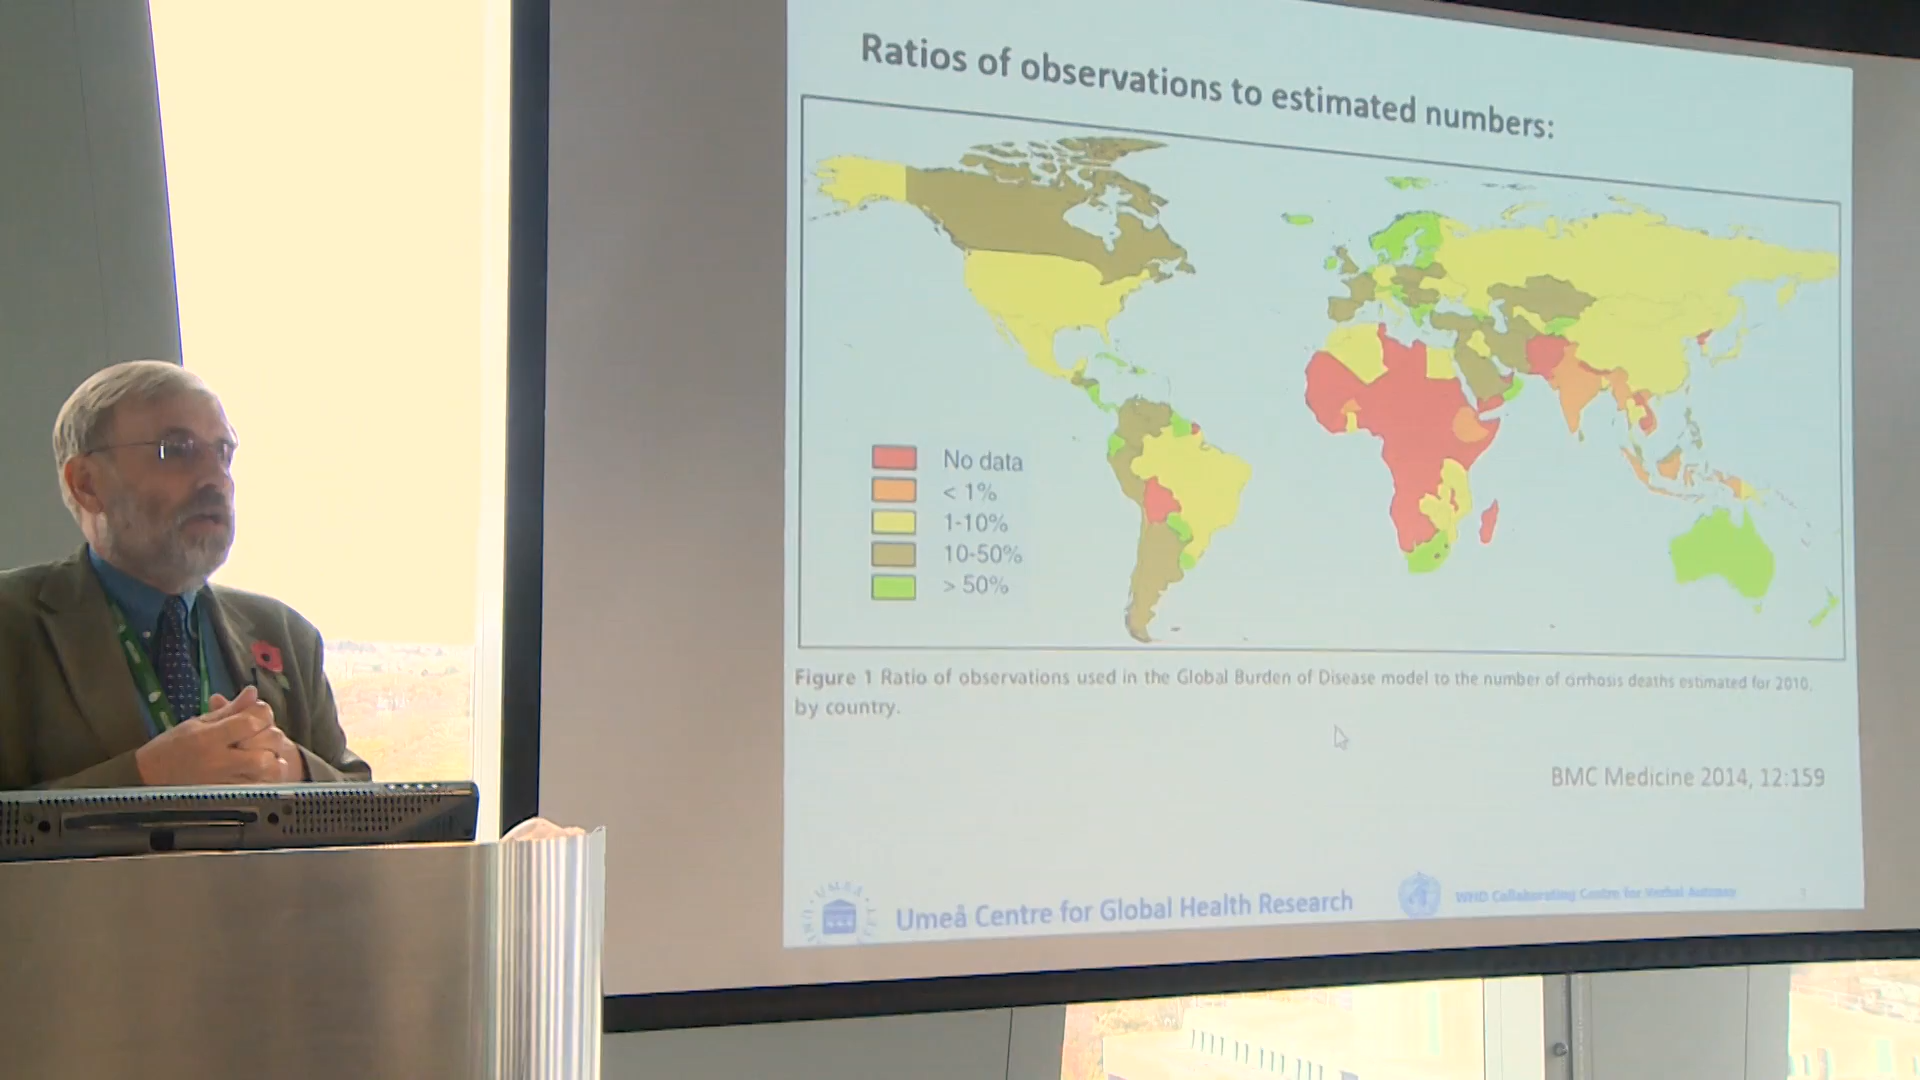 Ratios of observations to estimated numbers:
No data
< 1%
1-10%
10-50%
> 50%
Figure 1 Ratio of observations used in the Global Burden of Disease model to the number of cirrhosis deaths estimated for 2010,
by country.
BMC Medicine 2014, 12:159
Umeå Centre for Global Health Research
WHO Collaborating Centre for Verbal Autopsy
3